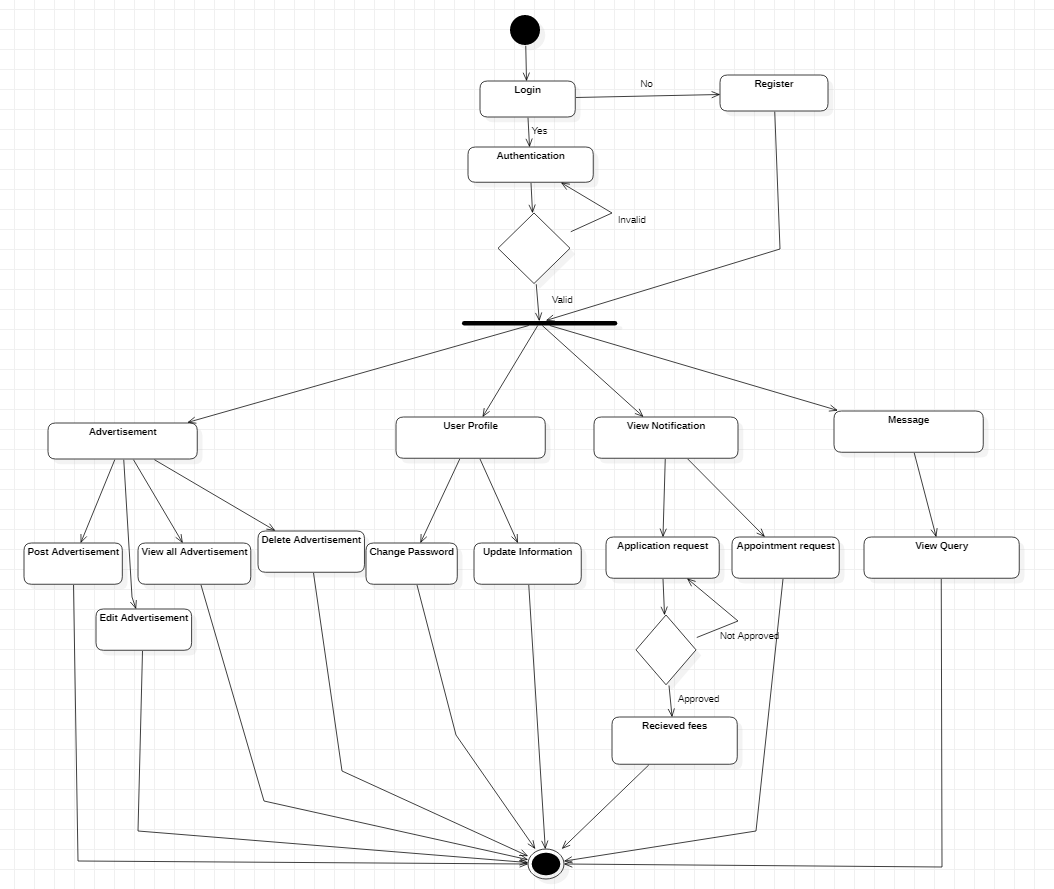 Login
No
Register
Yes
Authentication
Invalid
Valid
Advertisement
User Profile
View Notification
Message
Post Advertisement
View all Advertisement
Delete Advertisement
Change Password
Update Information
Application request
Appointment request
View Query
Edit Advertisement
Not Approved
Approved
Recieved fees